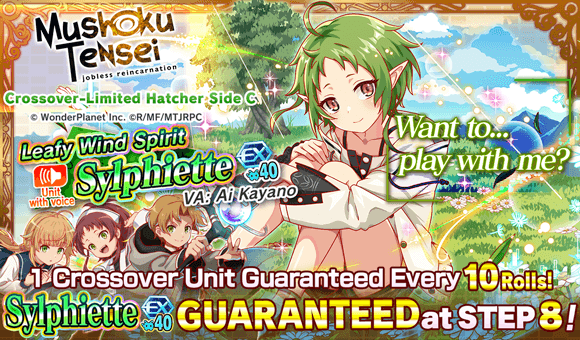 Mushoku
Tensei
jobless reincarnation
Crossover-Limited Hatcher Side C
© WonderPlanet Inc. ©R/MF/MTJRPC
Leafy Wind Spirit
Sylphiette EX 40
Unit
with voice
VA: Ai Kayano
Want to...
play with me?
1 Crossover Unit Guaranteed Every 10 Rolls!
Sylphiette EX 40 GUARANTEED at STEP 8!